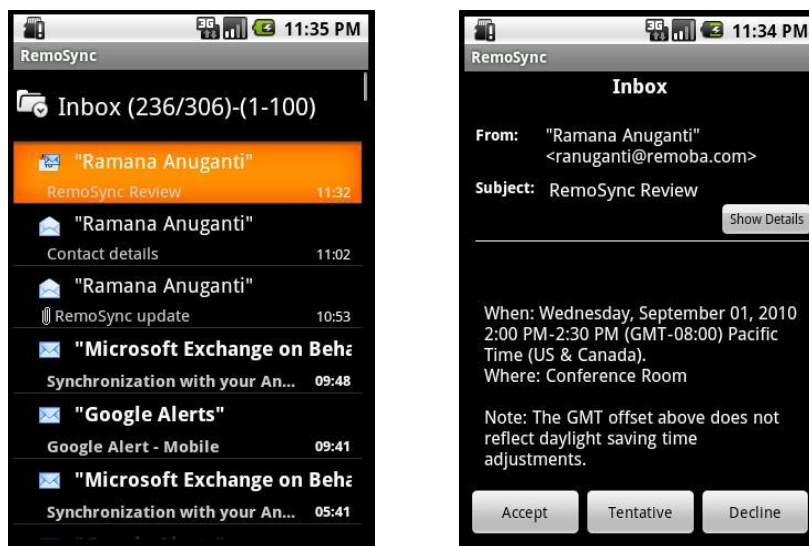 3G 11:35 PM
RemoSync
Inbox (236/306)-(1-100)
"Ramana Anuganti"
RemoSync Review 11:32
"Ramana Anuganti"
Contact details 11:02
"Ramana Anuganti"
RemoSync update 10:53
"Microsoft Exchange on Beha
Synchronization with your An... 09:48
"Google Alerts"
Google Alert - Mobile 09:41
"Microsoft Exchange on Beha
Synchronization with your An... 05:41
3G 11:34 PM
RemoSync
Inbox
From: "Ramana Anuganti"
<ranuganti@remoba.com>
Subject: RemoSync Review
Show Details
When: Wednesday, September 01, 2010
2:00 PM-2:30 PM (GMT-08:00) Pacific
Time (US & Canada).
Where: Conference Room
Note: The GMT offset above does not
reflect daylight saving time
adjustments.
Accept Tentative Decline